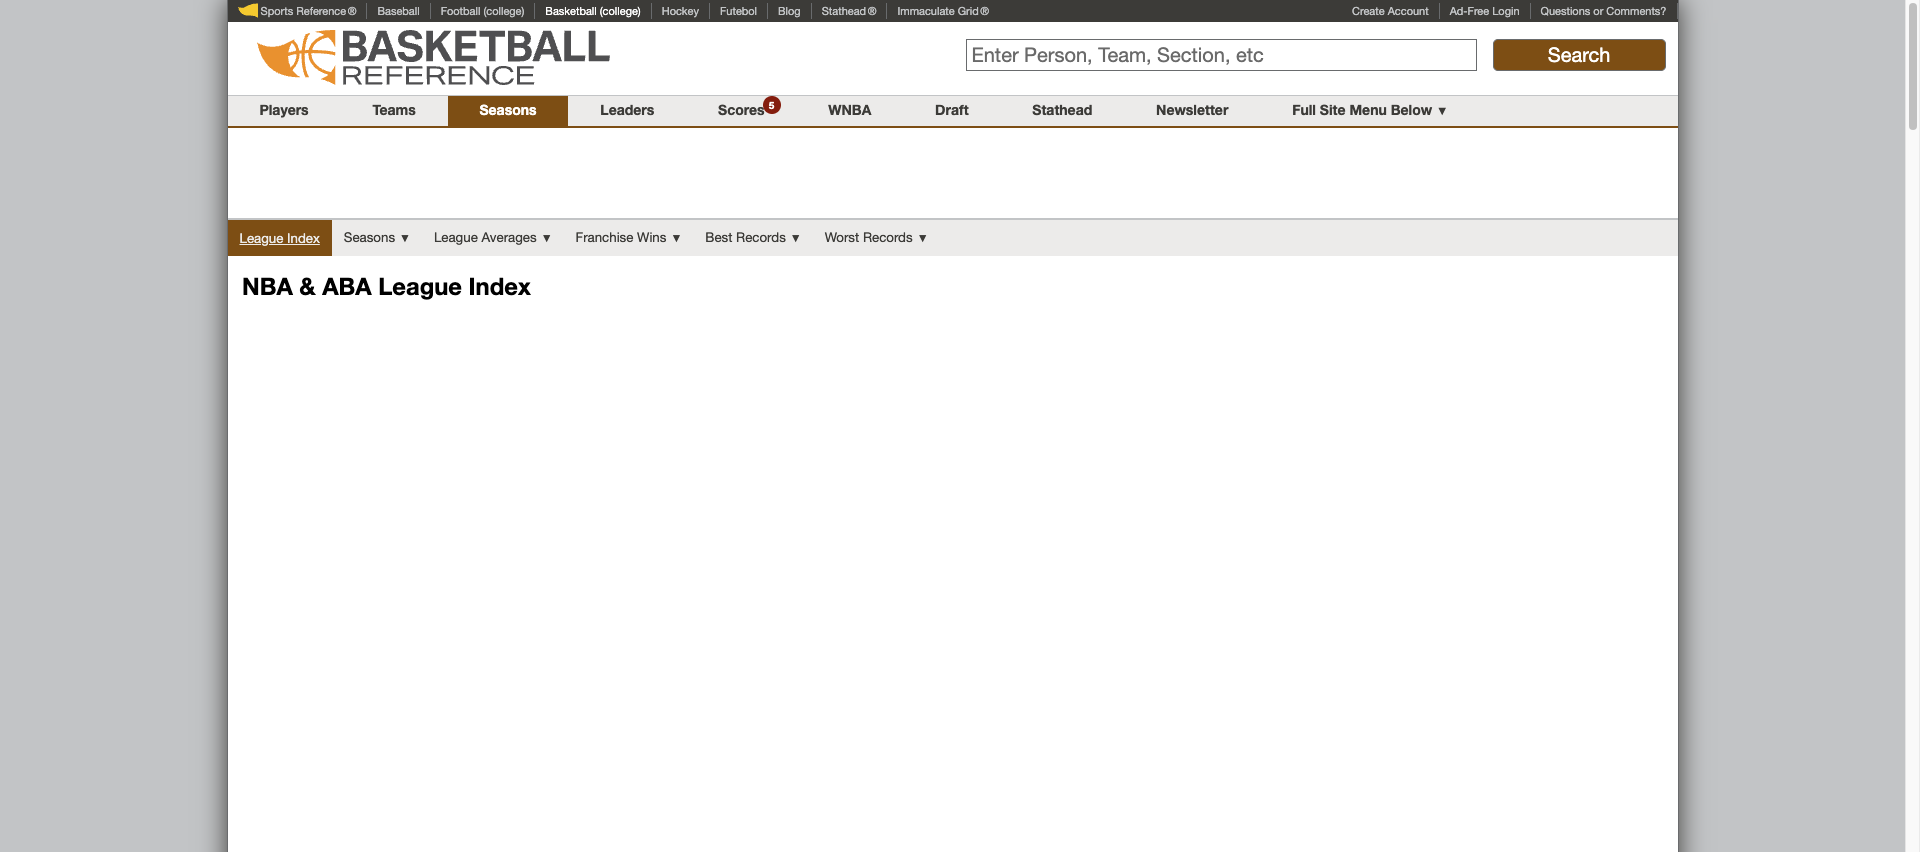 Sports Reference® Baseball Football (college) Basketball (college) Hockey Futebol Blog Stathead® Immaculate Grid® Create Account Ad-Free Login Questions or Comments?
BASKETBALL
REFERENCE
Enter Person, Team, Section, etc Search
Players Teams Seasons Leaders Scores 5 WNBA Draft Stathead Newsletter Full Site Menu Below ▼
League Index Seasons ▼ League Averages ▼ Franchise Wins ▼ Best Records ▼ Worst Records ▼
NBA & ABA League Index